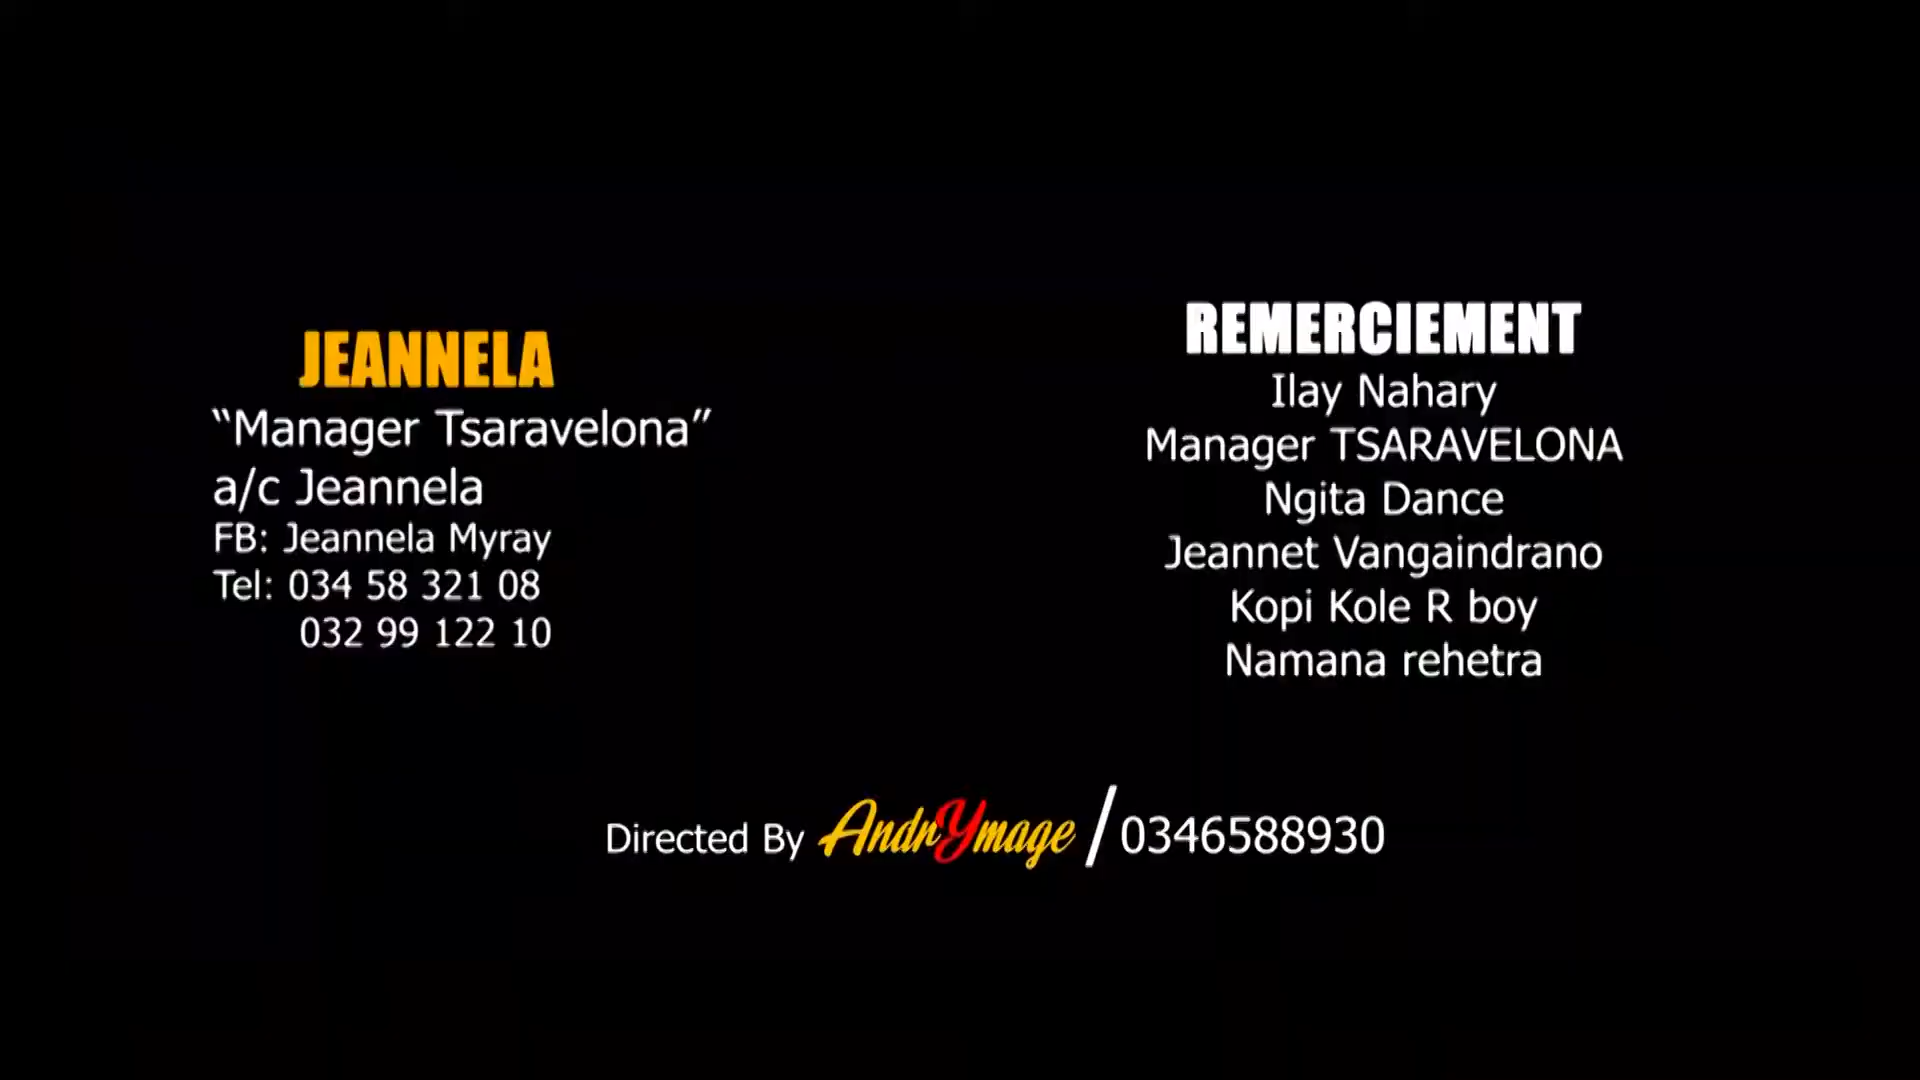 JEANNELA
“Manager Tsaravelona”
a/c Jeannela
FB: Jeannela Myray
Tel: 034 58 321 08
032 99 122 10
REMERCIEMENT
Ilay Nahary
Manager TSARAVELONA
Ngita Dance
Jeannet Vangaindrano
Kopi Kole R boy
Namana rehetra
Directed By AndrYmage / 0346588930